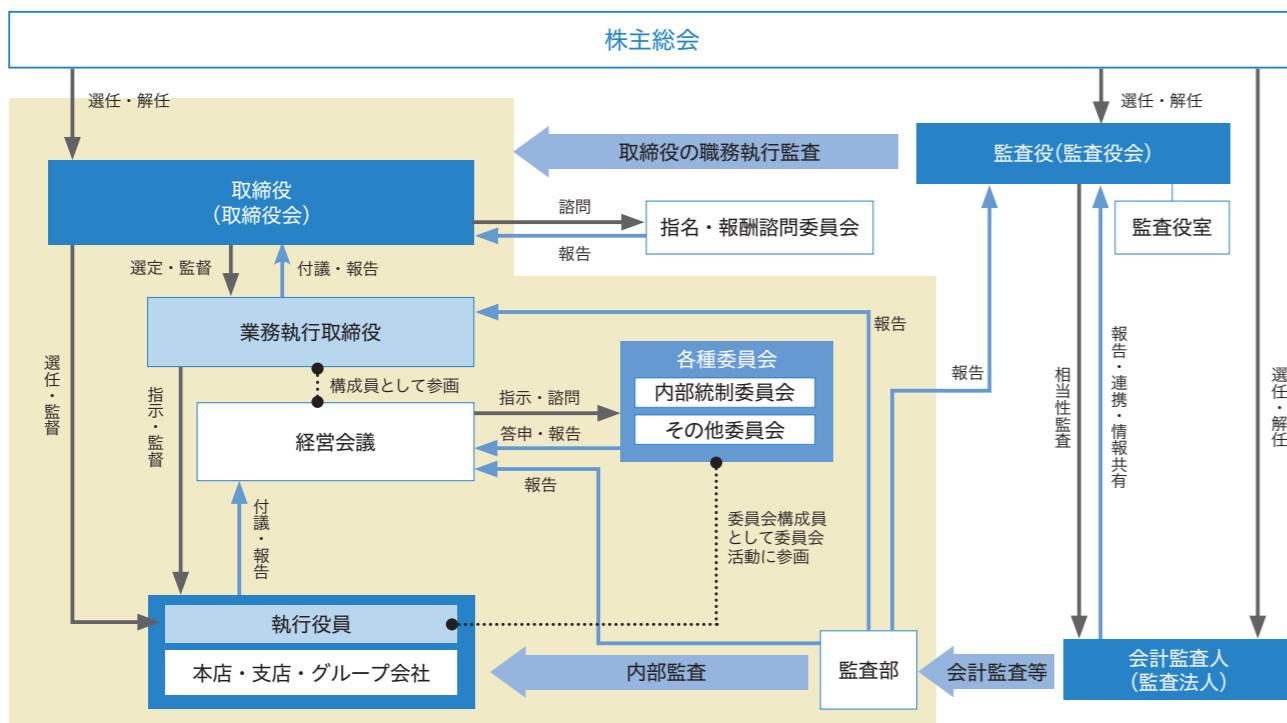 株主総会
選任・解任
選任・解任
取締役の職務執行監査
監査役(監査役会)
取締役
(取締役会)
諮問
報告
指名・報酬諮問委員会
監査役室
選定・監督
付議・報告
業務執行取締役
報告
選任・監督
指示・監督
構成員として参画
各種委員会
内部統制委員会
その他委員会
指示・諮問
答申・報告
経営会議
報告
報告
相当性監査
報告・連携・情報共有
選任・解任
付議・報告
委員会構成員
として委員会
活動に参画
執行役員
本店・支店・グループ会社
内部監査
監査部
会計監査等
会計監査人
(監査法人)